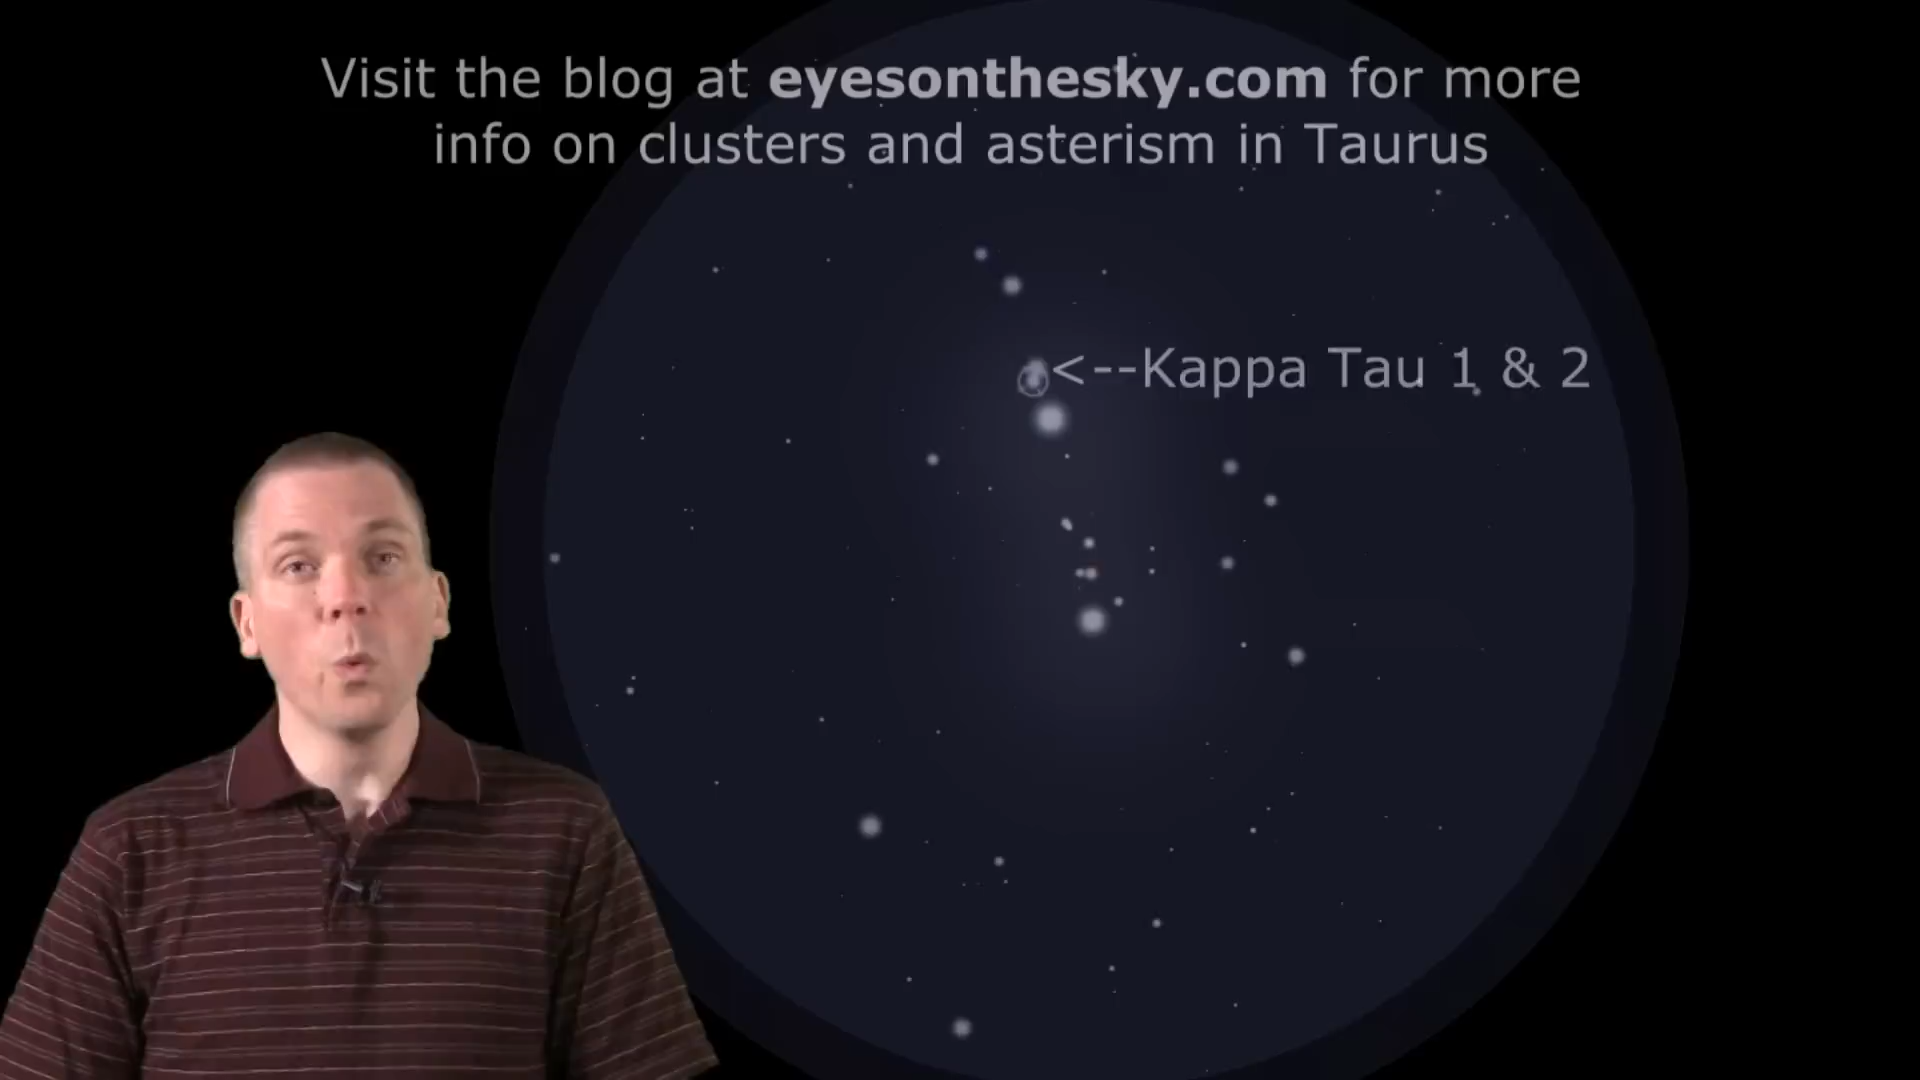 Visit the blog at eyesonthesky.com for more
info on clusters and asterism in Taurus
<--Kappa Tau 1 & 2